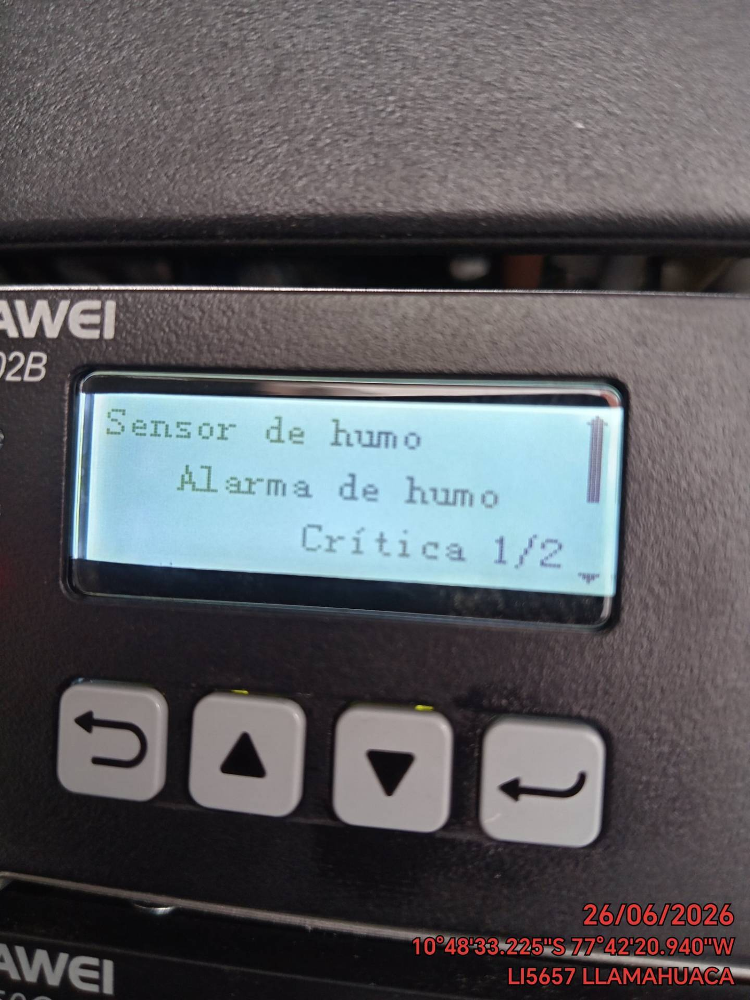 AWEI
02B
Sensor de humo
Alarma de humo
Crítica 1/2
26/06/2026
10°48'33.225"S 77°42'20.940"W
LI5657 LLAMAHUACA
AWEI